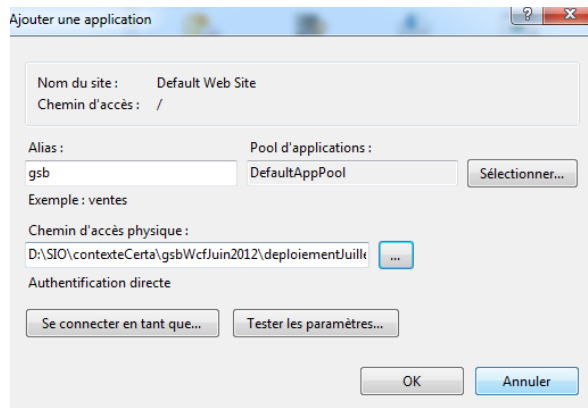 Ajouter une application
Nom du site : Default Web Site
Chemin d'accès : /
Alias : Pool d'applications :
gsb DefaultAppPool Sélectionner...
Exemple : ventes
Chemin d'accès physique :
D:\SIO\contexteCerta\gsbWcfJuin2012\deploiementJuille ...
Authentification directe
Se connecter en tant que... Tester les paramètres...
OK Annuler